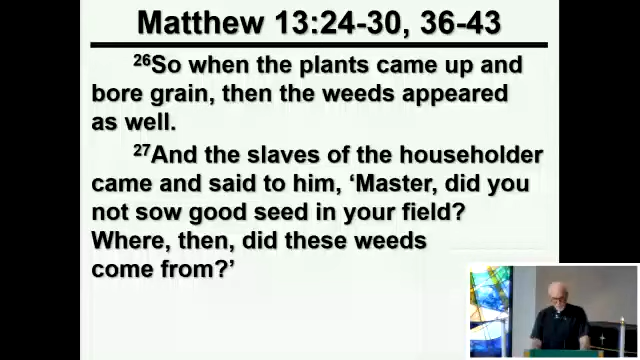 Matthew 13:24-30, 36-43
26So when the plants came up and
bore grain, then the weeds appeared
as well.
27And the slaves of the householder
came and said to him, ‘Master, did you
not sow good seed in your field?
Where, then, did these weeds
come from?’